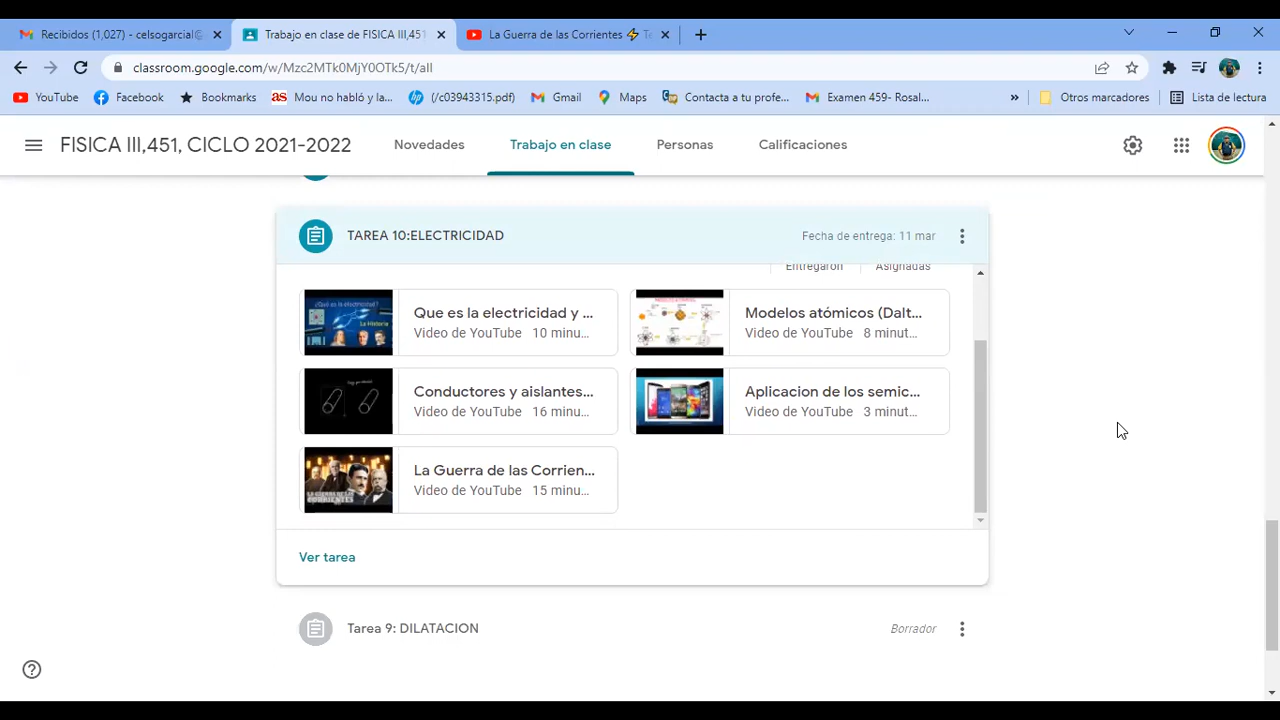 Recibidos (1,027) - celsogarcial@
Trabajo en clase de FISICA III,451
La Guerra de las Corrientes ⚡ Te
classroom.google.com/w/Mzc2MTk0MjY0OTk5/t/all
YouTube
Facebook
Bookmarks
Mou no habló y la...
(/c03943315.pdf)
Gmail
Maps
Contacta a tu profe...
Examen 459- Rosal...
»
Otros marcadores
Lista de lectura
FISICA III,451, CICLO 2021-2022
Novedades
Trabajo en clase
Personas
Calificaciones
TAREA 10:ELECTRICIDAD
Fecha de entrega: 11 mar
Entregaron
Asignadas
Que es la electricidad y ...
Video de YouTube 10 minu...
Modelos atómicos (Dalt...
Video de YouTube 8 minut...
Conductores y aislantes...
Video de YouTube 16 minu...
Aplicacion de los semic...
Video de YouTube 3 minut...
La Guerra de las Corrien...
Video de YouTube 15 minu...
Ver tarea
Tarea 9: DILATACION
Borrador